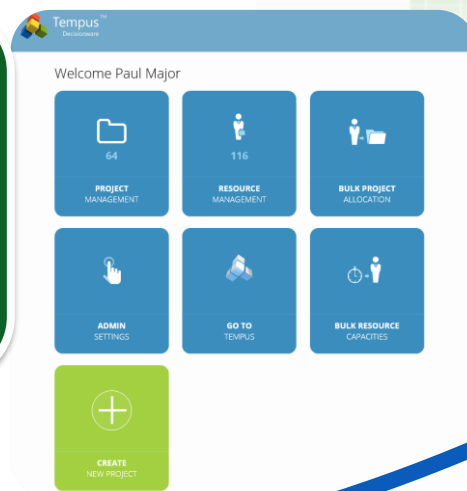 Tempus™
Decisionware
Welcome Paul Major
64
PROJECT
MANAGEMENT
116
RESOURCE
MANAGEMENT
BULK PROJECT
ALLOCATION
ADMIN
SETTINGS
GO TO
TEMPUS
BULK RESOURCE
CAPACITIES
CREATE
NEW PROJECT